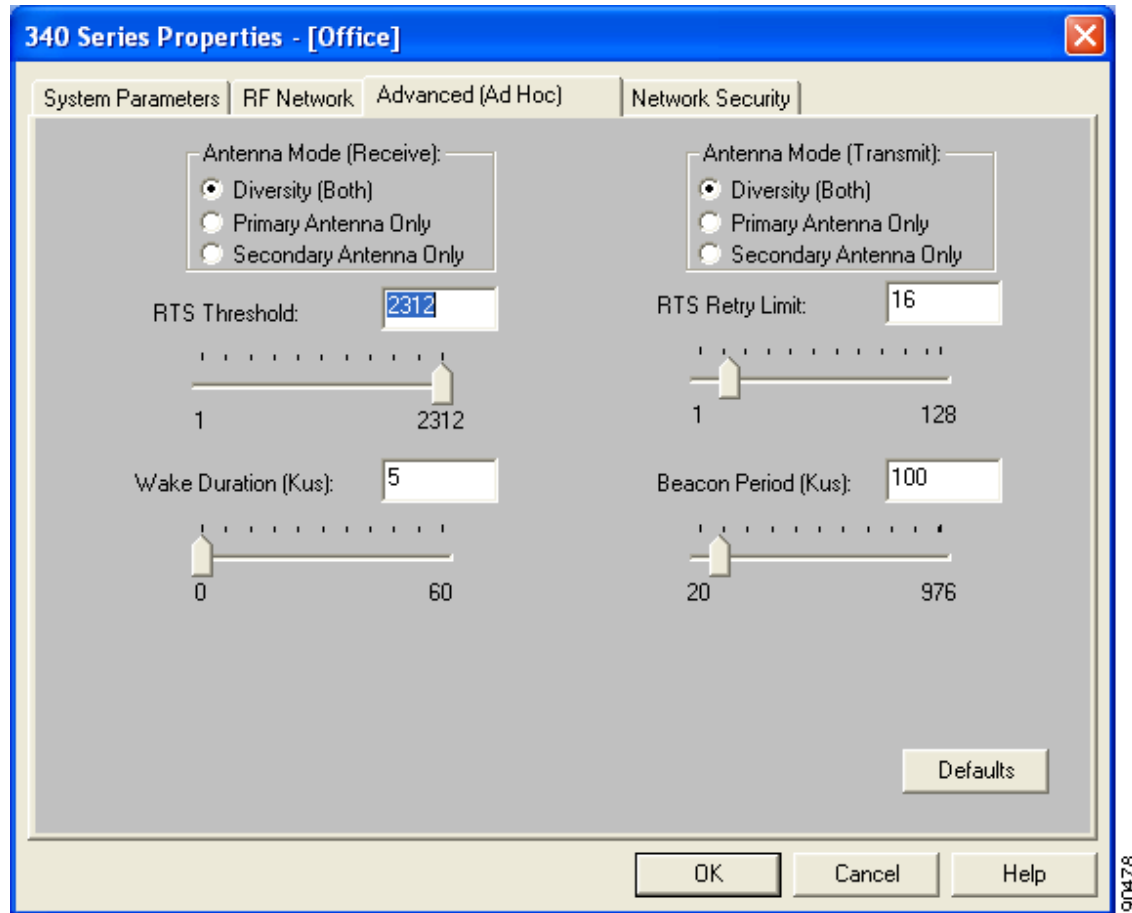 340 Series Properties - [Office]
System Parameters
RF Network
Advanced (Ad Hoc)
Network Security
Antenna Mode (Receive):
Diversity (Both)
Primary Antenna Only
Secondary Antenna Only
Antenna Mode (Transmit):
Diversity (Both)
Primary Antenna Only
Secondary Antenna Only
RTS Threshold:
2312
1
2312
RTS Retry Limit:
16
1
128
Wake Duration (Kus):
5
0
60
Beacon Period (Kus):
100
20
976
Defaults
OK
Cancel
Help
90478